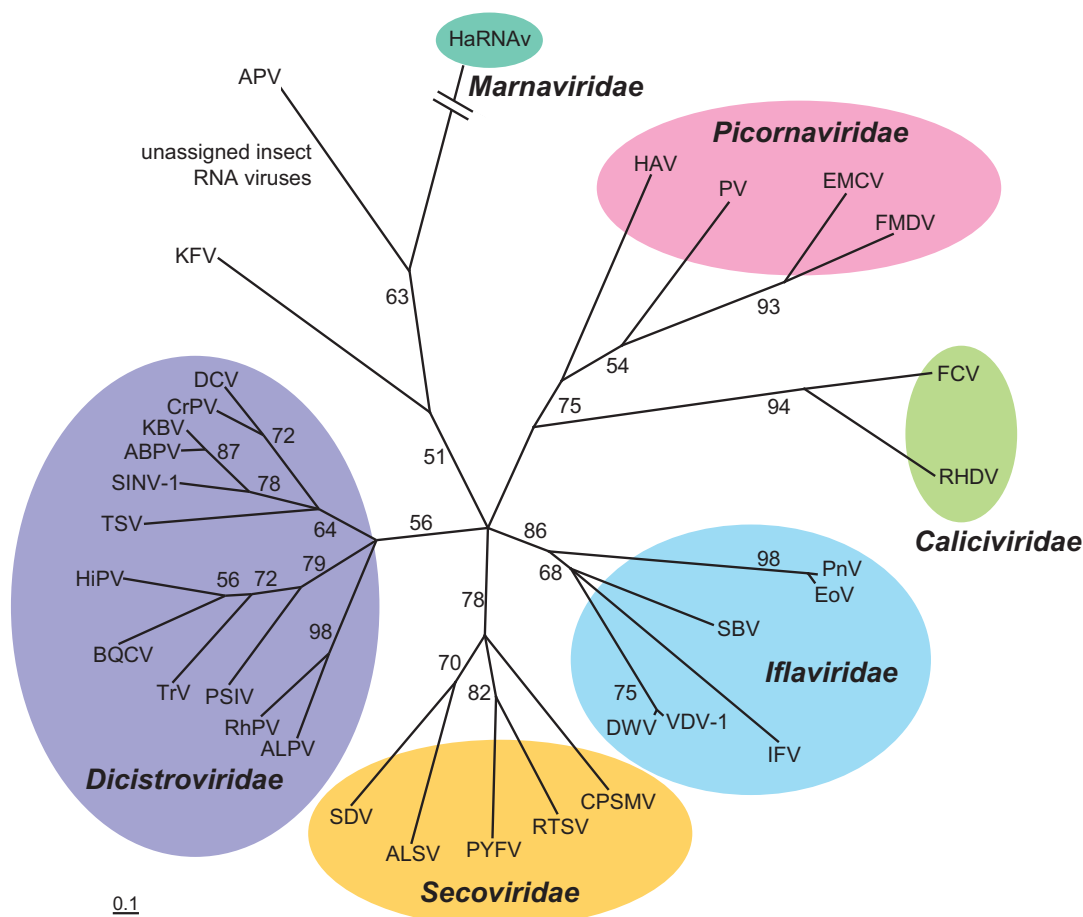 HaRNAv
Marnaviridae
APV
unassigned insect
RNA viruses
KFV
63
51
Picornaviridae
HAV
PV
EMCV
FMDV
93
54
75
FCV
94
RHDV
Caliciviridae
DCV
CrPV
KBV
ABPV
87
72
SINV-1
78
TSV
64
56
79
HiPV
56
72
BQCV
TrV
PSIV
98
RhPV
ALPV
Dicistroviridae
86
68
98
PnV
EoV
SBV
Iflaviridae
75
DWV
VDV-1
IFV
78
70
82
SDV
ALSV
PYFV
RTSV
CPSMV
Secoviridae
0.1